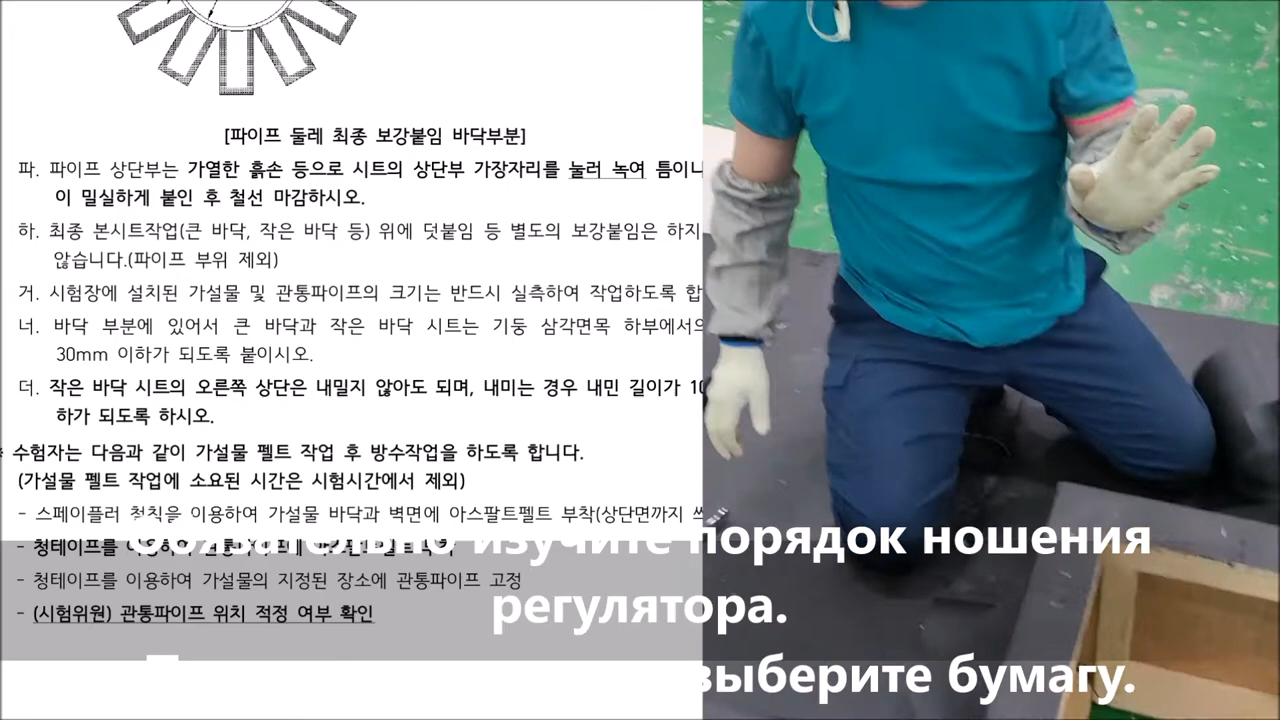 [파이프 둘레 최종 보강붙임 바닥부분]
파. 파이프 상단부는 가열한 흙손 등으로 시트의 상단부 가장자리를 눌러 녹여 틈이
이 밀실하게 붙인 후 철선 마감하시오.
하. 최종 본시트작업(큰 바닥, 작은 바닥 등) 위에 덧붙임 등 별도의 보강붙임은 하지
않습니다.(파이프 부위 제외)
거. 시험장에 설치된 가설물 및 관통파이프의 크기는 반드시 실측하여 작업하도록 합
너. 바닥 부분에 있어서 큰 바닥과 작은 바닥 시트는 기둥 삼각면목 하부에서
30mm 이하가 되도록 붙이시오.
더. 작은 바닥 시트의 오른쪽 상단은 내밀지 않아도 되며, 내미는 경우 내민 길이가
하가 되도록 하시오.
수험자는 다음과 같이 가설물 펠트 작업 후 방수작업을 하도록 합니다.
(가설물 펠트 작업에 소요된 시간은 시험시간에서 제외)
- 스페이플러 철칙을 이용하여 가설물 바닥과 벽면에 아스팔트펠트 부착(상단면까지
- 청테이프를 이용하여
- 청테이프를 이용하여 가설물의 지정된 장소에 관통파이프 고정
- (시험위원) 관통파이프 위치 적정 여부 확인
изучите порядок ношения
регулятора.
выберите бумагу.